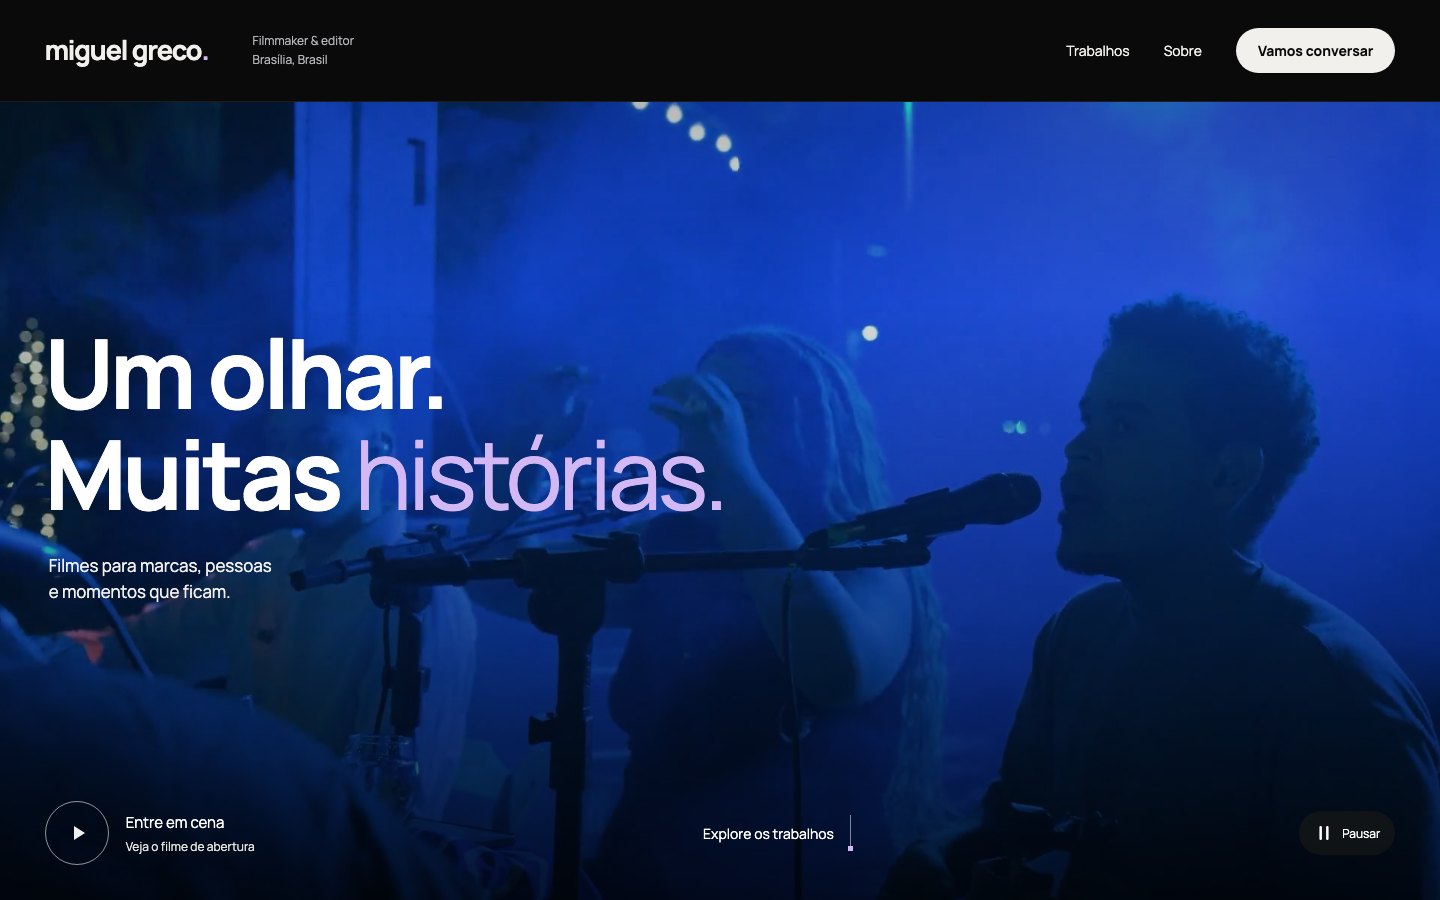 miguel greco.
Filmmaker & editor
Brasília, Brasil
Trabalhos
Sobre
Vamos conversar
Um olhar.
Muitas histórias.
Filmes para marcas, pessoas
e momentos que ficam.
Entre em cena
Veja o filme de abertura
Explore os trabalhos
Pausar